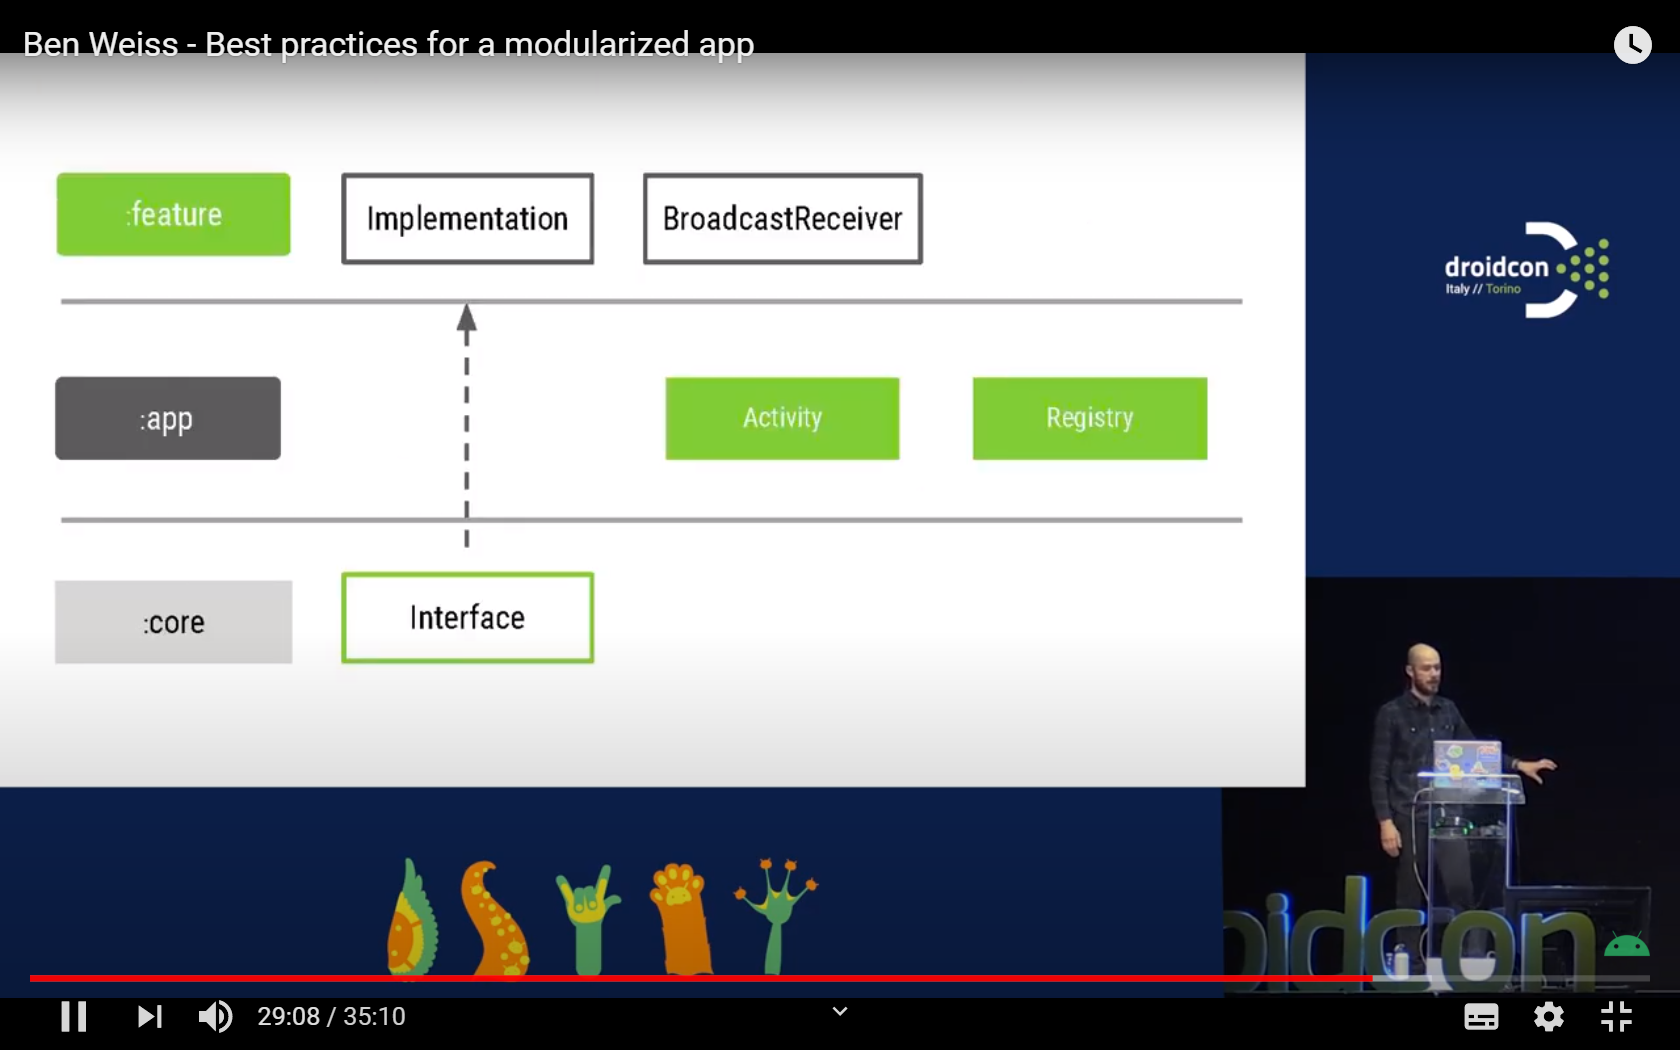 Ben Weiss - Best practices for a modularized app
:feature
Implementation
BroadcastReceiver
droidcon
Italy // Torino
:app
Activity
Registry
:core
Interface
oidcon
29:08 / 35:10